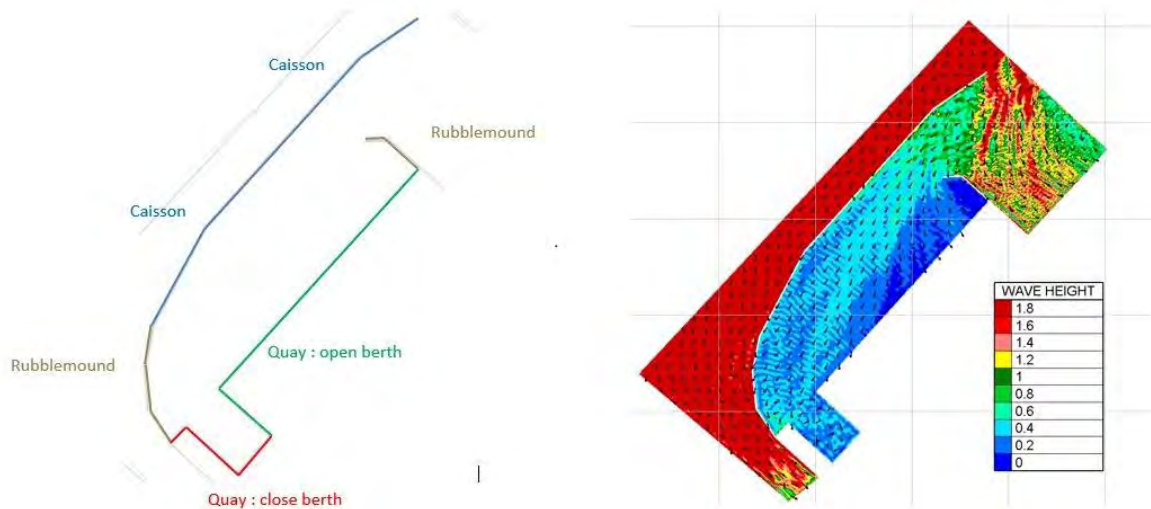 Caisson
Rubblemound
Caisson
Rubblemound
Quay : open berth
Quay : close berth
WAVE HEIGHT
1.8
1.6
1.4
1.2
1
0.8
0.6
0.4
0.2
0